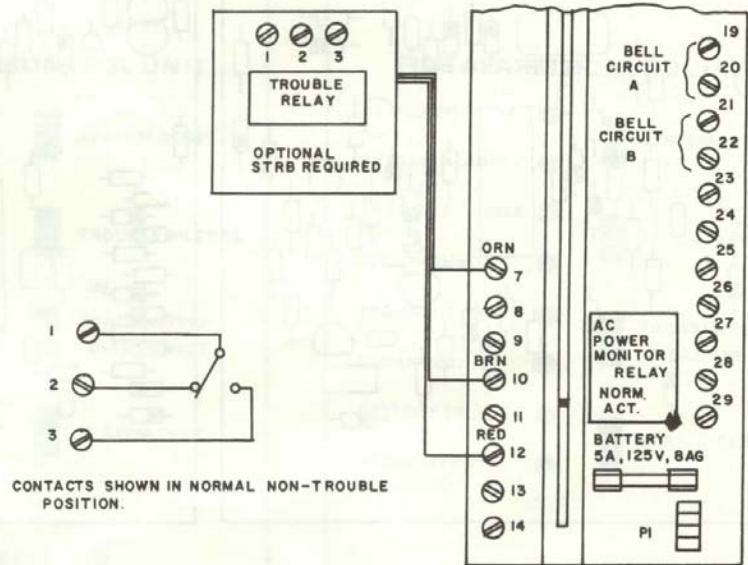 1 2 3
TROUBLE
RELAY
OPTIONAL
STRB REQUIRED
1
2
3
CONTACTS SHOWN IN NORMAL NON-TROUBLE
POSITION.
ORN
7
8
9
BRN
10
11
RED
12
13
14
BELL
CIRCUIT
A
BELL
CIRCUIT
B
19
20
21
22
23
24
25
26
27
28
29
AC
POWER
MONITOR
RELAY
NORM.
ACT.
BATTERY
5A, 125V, 8AG
P1